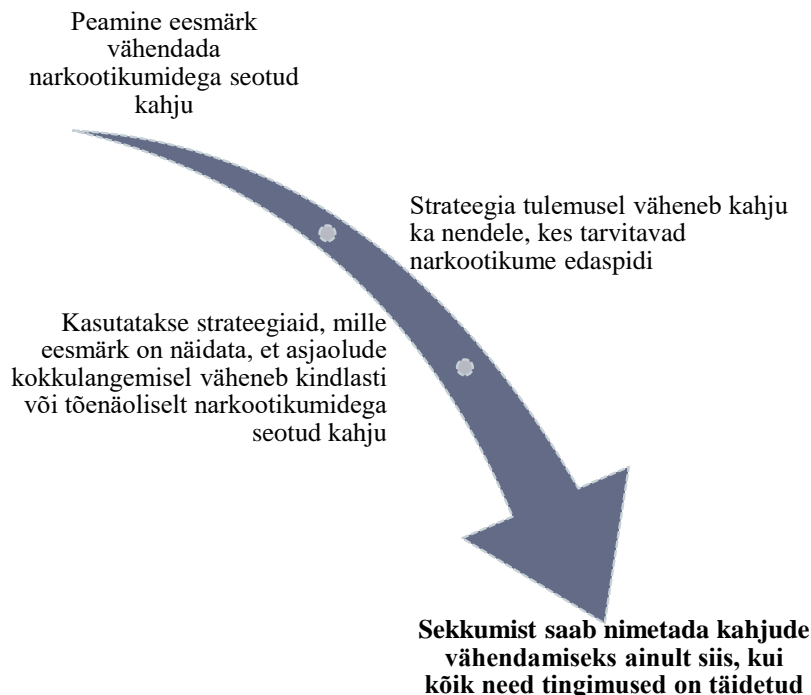 Peamine eesmärk
vähendada
narkootikumidega seotud
kahju
Strateegia tulemusel väheneb kahju
ka nendele, kes tarvitavad
narkootikume edaspidi
Kasutatakse strateegiaid, mille
eesmärk on näidata, et asjaolude
kokkulangemisel väheneb kindlasti
või tõenäoliselt narkootikumidega
seotud kahju
Sekkumist saab nimetada kahjude
vähendamiseks ainult siis, kui
kõik need tingimused on täidetud